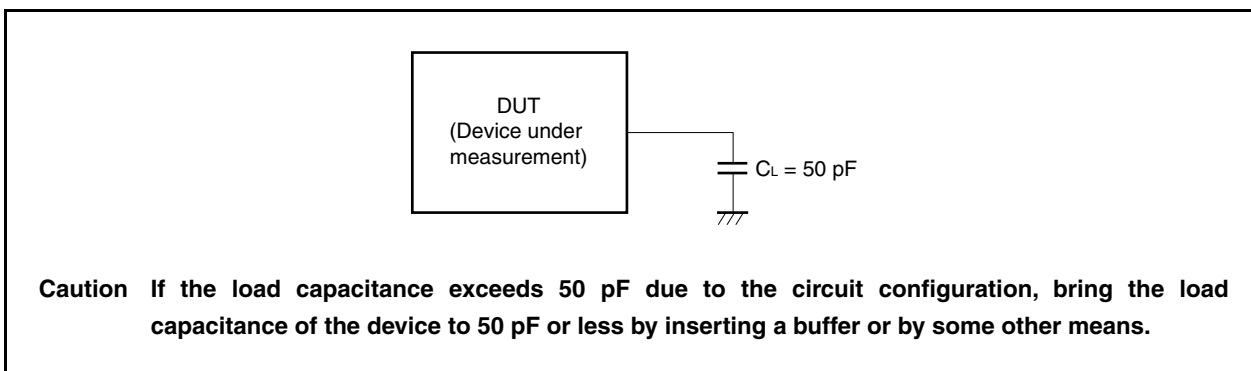 DUT
(Device under
measurement)
CL = 50 pF
Caution If the load capacitance exceeds 50 pF due to the circuit configuration, bring the load
capacitance of the device to 50 pF or less by inserting a buffer or by some other means.